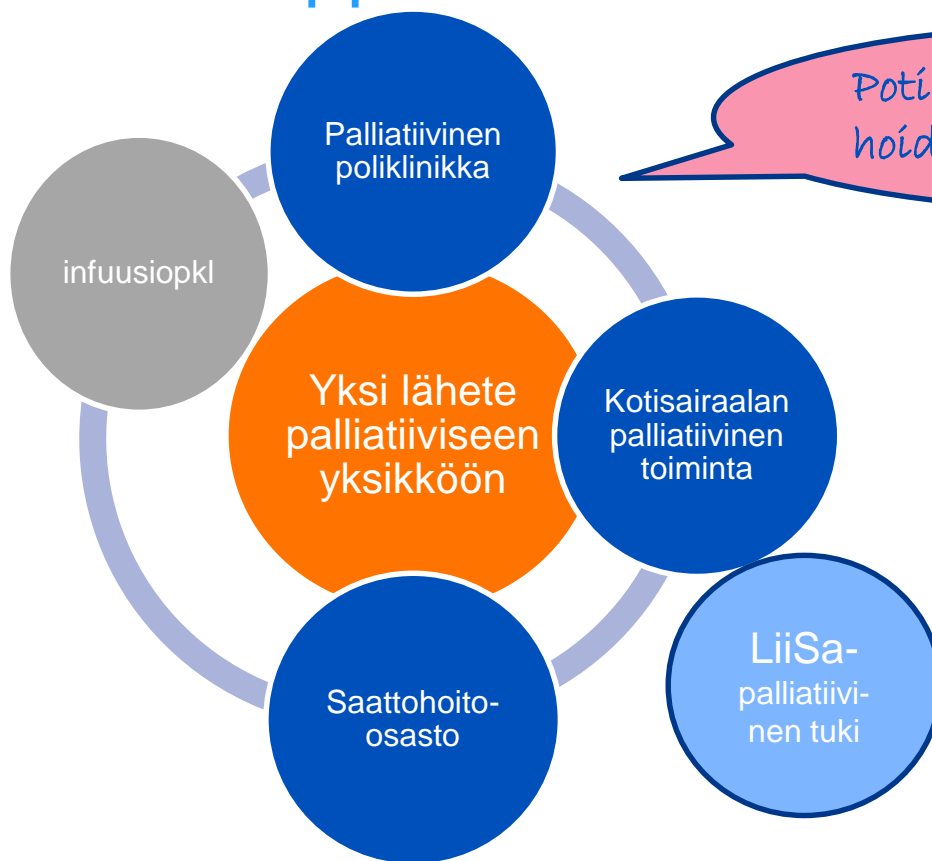 Palliatiivinen
poliklinikka
infuusiopkl
Yksi lähete
palliatiiviseen
yksikköön
Kotisairaalan
palliatiivinen
toiminta
Saattohoito-
osasto
LiiSa-
palliatiivi-
nen tuki